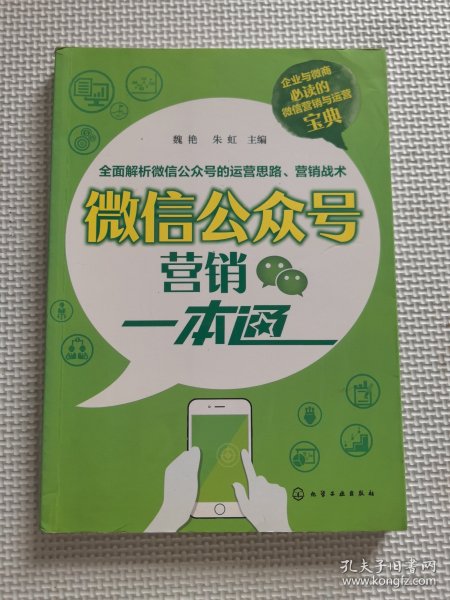 企业与微商
必读的
微信营销与运营
宝典
魏 艳 朱 虹 主编
全面解析微信公众号的运营思路、营销战术
微信公众号
营销
一本通
化学工业出版社
孔夫子旧书网
www.kongfz.com